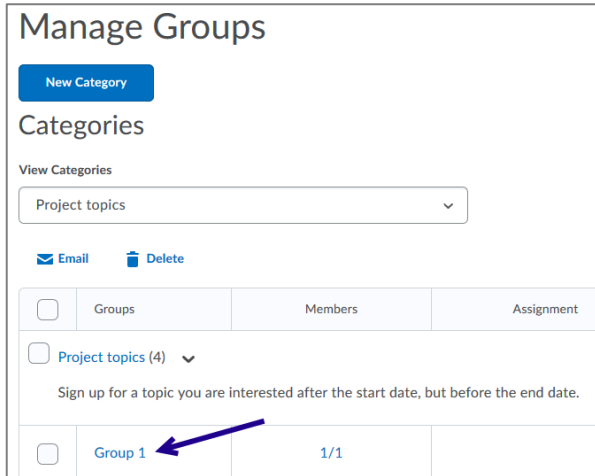 Manage Groups
New Category
Categories
View Categories
Project topics
Email Delete
Groups Members Assignment
Project topics (4)
Sign up for a topic you are interested after the start date, but before the end date.
Group 1 1/1